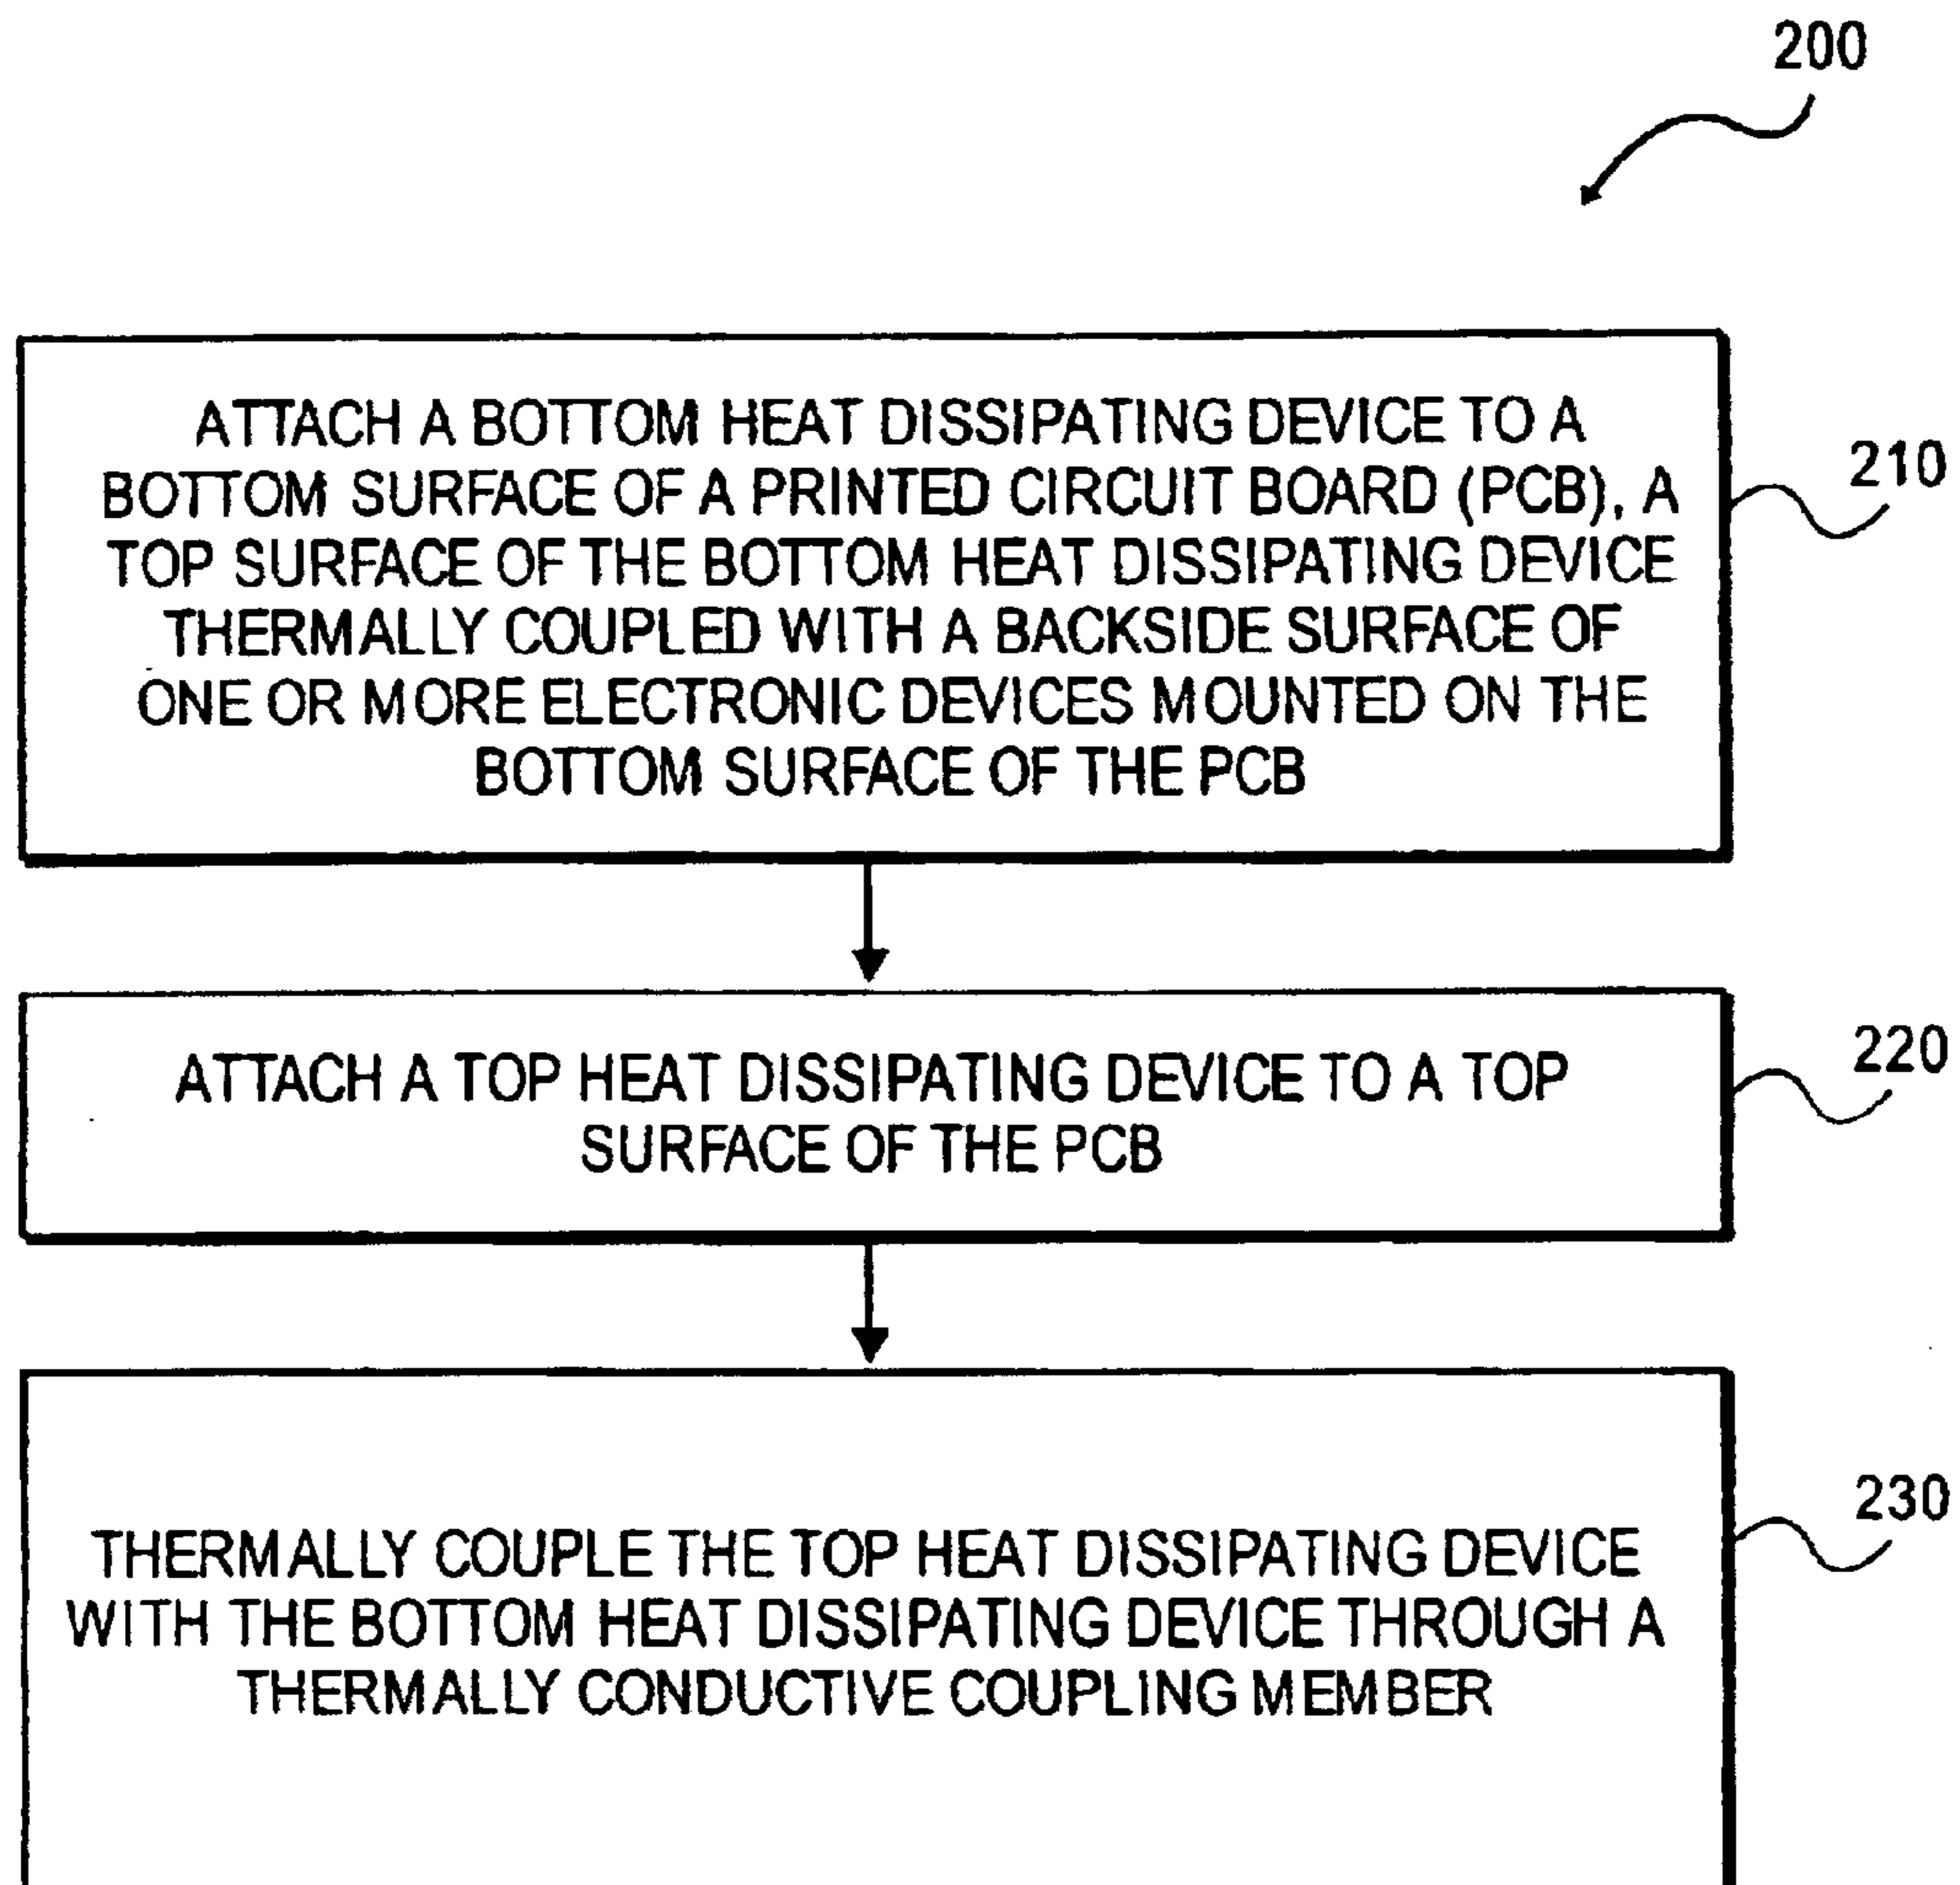 200
ATTACH A BOTTOM HEAT DISSIPATING DEVICE TO A
BOTTOM SURFACE OF A PRINTED CIRCUIT BOARD (PCB), A
TOP SURFACE OF THE BOTTOM HEAT DISSIPATING DEVICE
THERMALLY COUPLED WITH A BACKSIDE SURFACE OF
ONE OR MORE ELECTRONIC DEVICES MOUNTED ON THE
BOTTOM SURFACE OF THE PCB
210
ATTACH A TOP HEAT DISSIPATING DEVICE TO A TOP
SURFACE OF THE PCB
220
THERMALLY COUPLE THE TOP HEAT DISSIPATING DEVICE
WITH THE BOTTOM HEAT DISSIPATING DEVICE THROUGH A
THERMALLY CONDUCTIVE COUPLING MEMBER
230